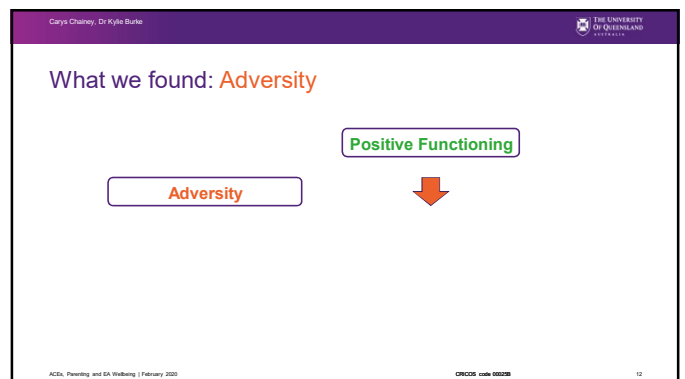 Carys Chainey, Dr Kylie Burke
THE UNIVERSITY
OF QUEENSLAND
AUSTRALIA
What we found: Adversity
Positive Functioning
Adversity
ACEs, Parenting and EA Wellbeing | February 2020
CRICOS code 00025B
12